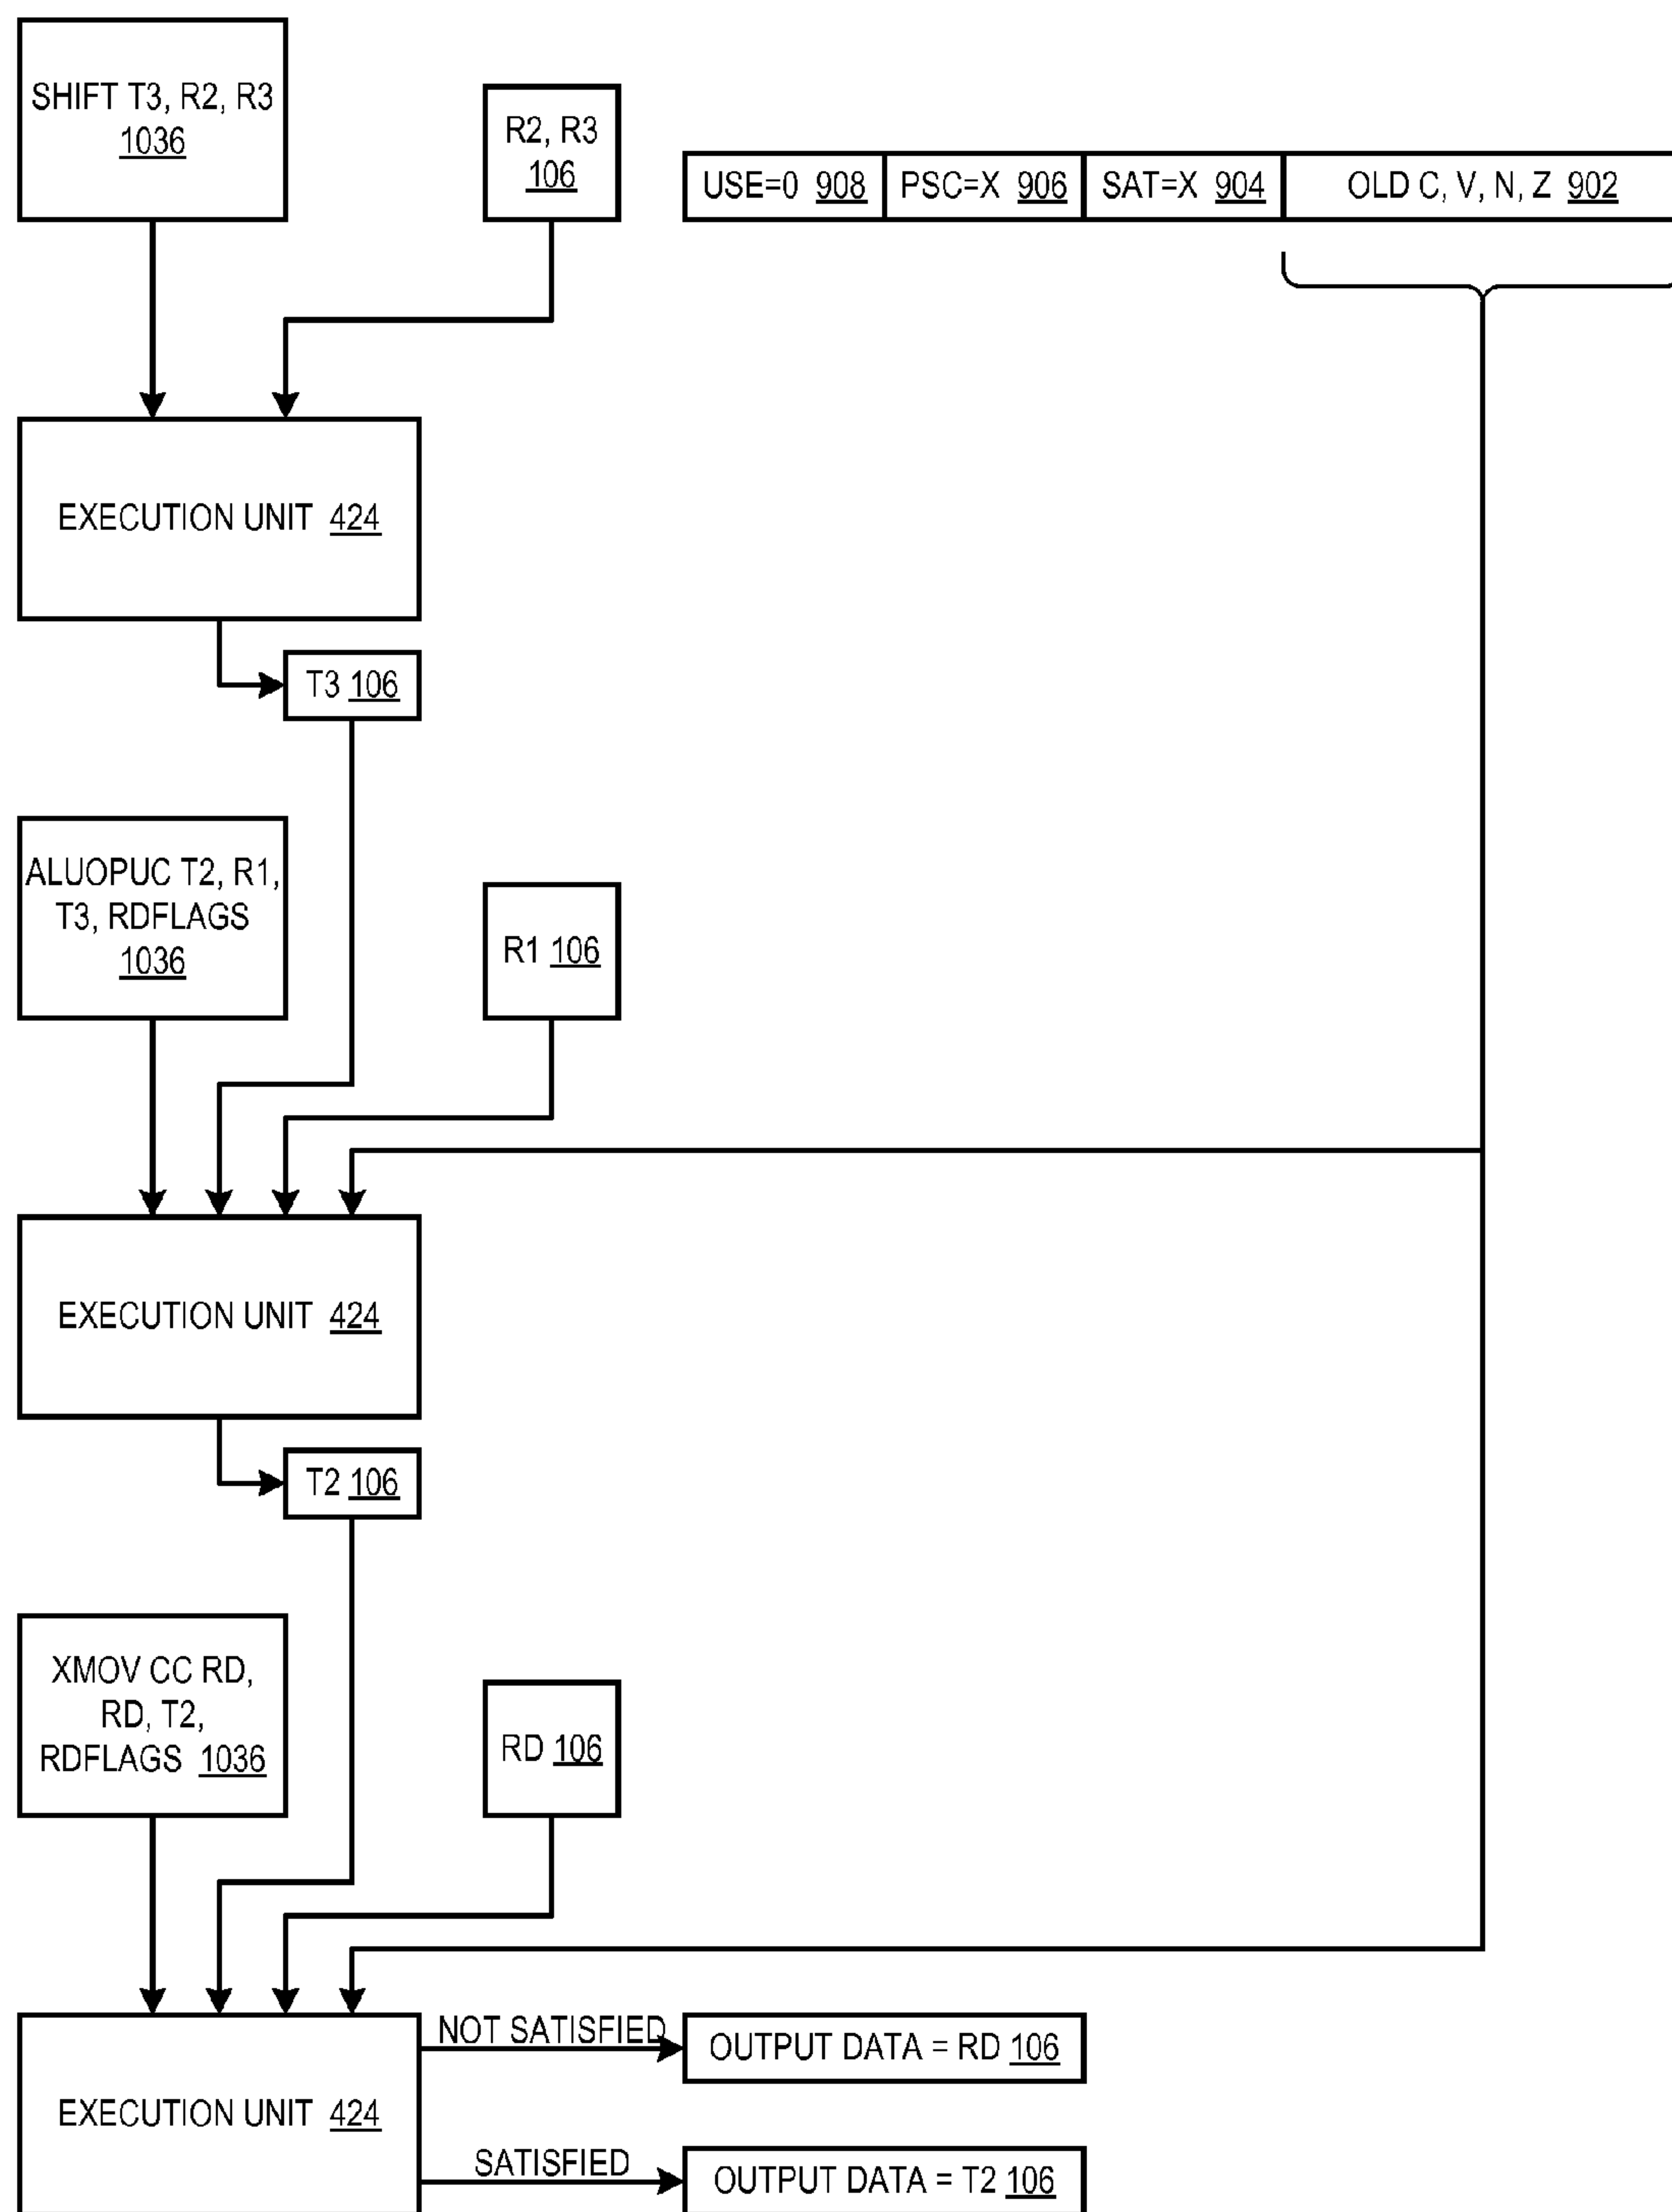 SHIFT T3, R2, R3
1036
R2, R3
106
USE=0 908 PSC=X 906 SAT=X 904 OLD C, V, N, Z 902
EXECUTION UNIT 424
T3 106
ALUOPUC T2, R1,
T3, RDFLAGS
1036
R1 106
EXECUTION UNIT 424
T2 106
XMOV CC RD,
RD, T2,
RDFLAGS 1036
RD 106
NOT SATISFIED
OUTPUT DATA = RD 106
EXECUTION UNIT 424
SATISFIED
OUTPUT DATA = T2 106